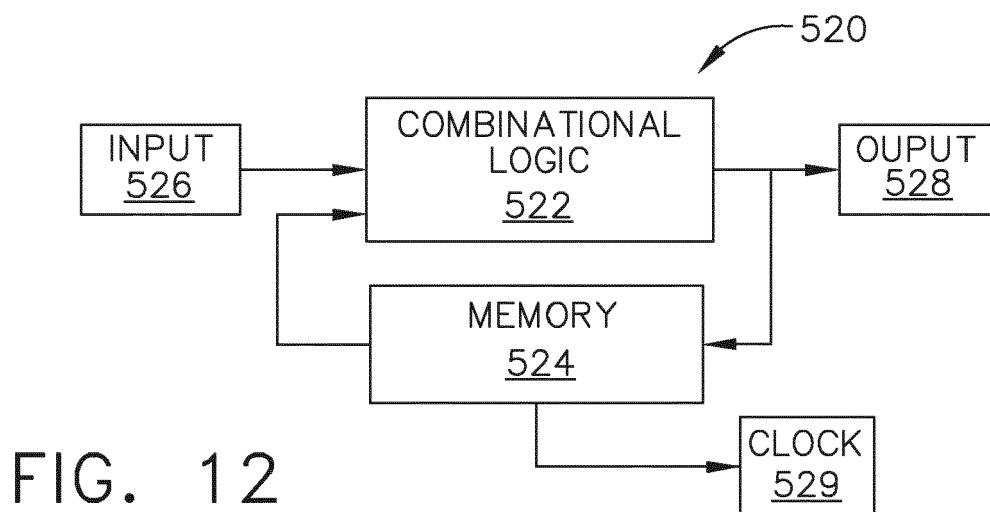 520
INPUT
526
COMBINATIONAL
LOGIC
522
OUPUT
528
MEMORY
524
CLOCK
529
FIG. 12